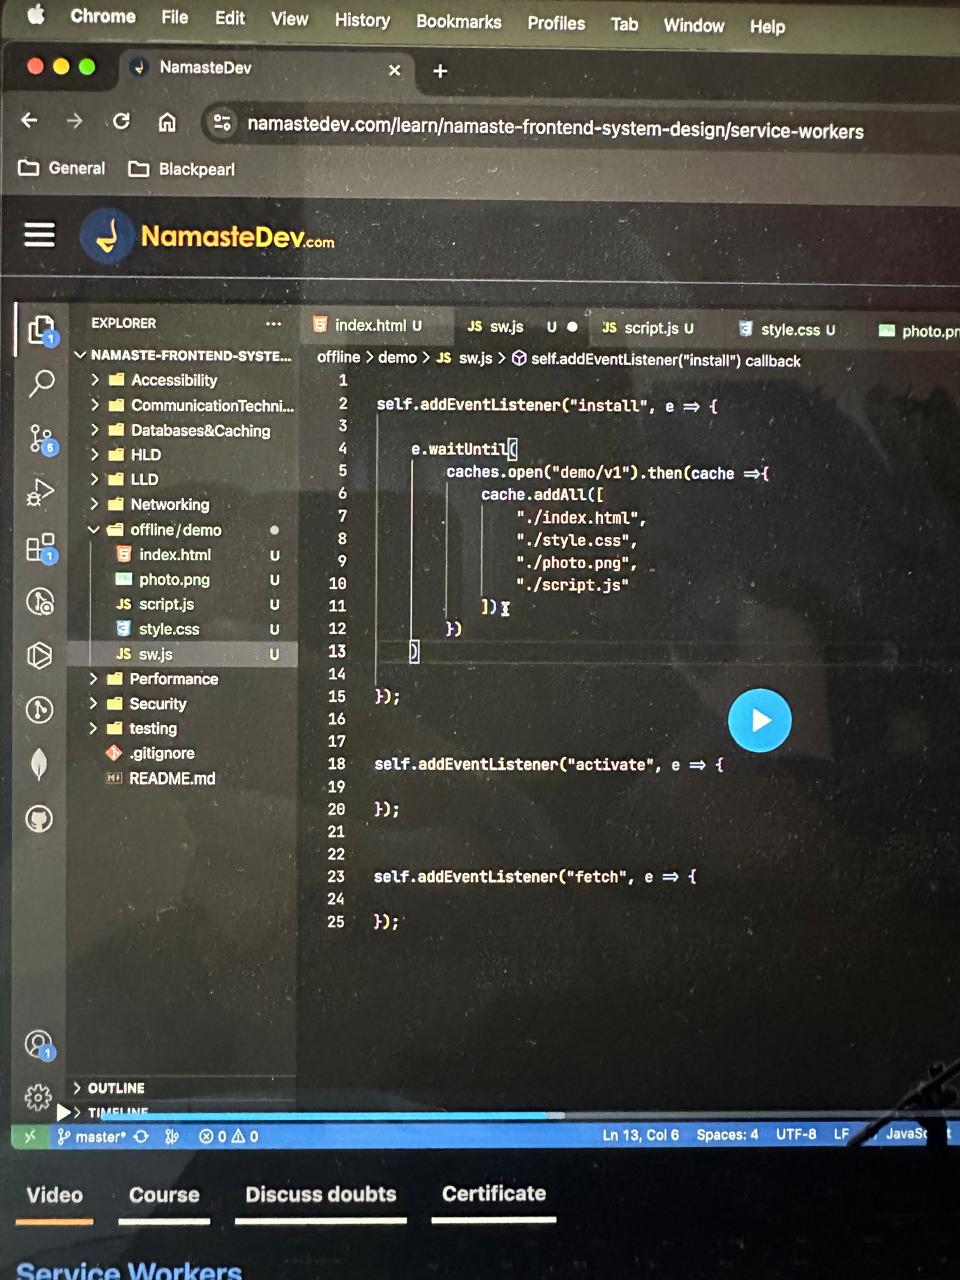 Chrome File Edit View History Bookmarks Profiles Tab Window Help
NamasteDev
namastedev.com/learn/namaste-frontend-system-design/service-workers
General Blackpearl
NamasteDev.com
EXPLORER ...
NAMASTE-FRONTEND-SYSTE...
Accessibility
CommunicationTechni...
Databases&Caching
HLD
LLD
Networking
offline/demo
index.html U
photo.png U
JS script.js U
style.css U
JS sw.js U
Performance
Security
testing
.gitignore
README.md
OUTLINE
TIMELINE
index.html U JS sw.js U JS script.js U style.css U photo.pn
offline > demo > JS sw.js > self.addEventListener("install") callback
1
2 self.addEventListener("install", e => {
3
4 e.waitUntil(
5 caches.open("demo/v1").then(cache =>{
6 cache.addAll([
7 "./index.html",
8 "./style.css",
9 "./photo.png",
10 "./script.js"
11 ])
12 })
13 )
14
15 });
16
17
18 self.addEventListener("activate", e => {
19
20 });
21
22
23 self.addEventListener("fetch", e => {
24
25 });
1
5
1
1
master* 0 0 Ln 13, Col 6 Spaces: 4 UTF-8 LF
Video Course Discuss doubts Certificate
Service Workers